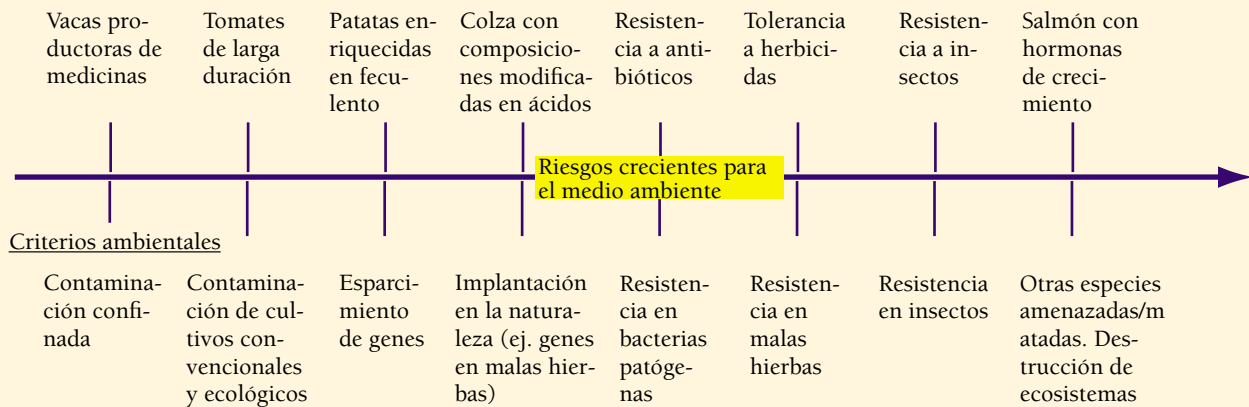 Vacas pro-
ductoras de
medicinas
Tomates
de larga
duración
Patatas en-
riquecidas
en fecu-
lento
Colza con
composicio-
nes modifica-
das en ácidos
Resisten-
cia a anti-
bióticos
Tolerancia
a herbici-
das
Resisten-
cia a in-
sectos
Salmón con
hormonas
de creci-
miento
Riesgos crecientes para
el medio ambiente
Criterios ambientales
Contamina-
ción confi-
nada
Contamina-
ción de cul-
tivos con-
vencionales
y ecológicos
Esparci-
miento
de genes
Implantación
en la natura-
leza (ej. genes
en malas hier-
bas)
Resisten-
cia en
bacterias
patóge-
nas
Resisten-
cia en
malas
hierbas
Resistencia
en insectos
Otras especies
amenazadas/m
atadas. Des-
trucción de
ecosistemas